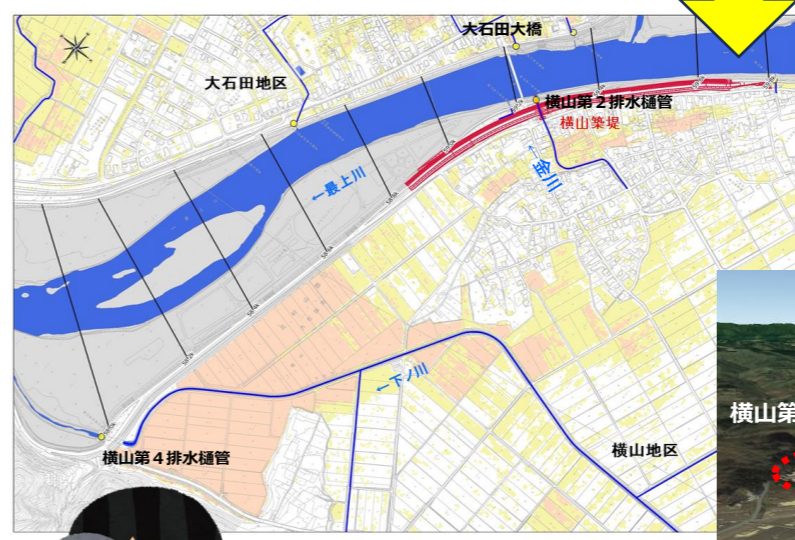 大石田大橋
大石田地区
横山第2排水樋管
横山築堤
←金川
←最上川
←下ノ川
横山第
横山地区
横山第4排水樋管